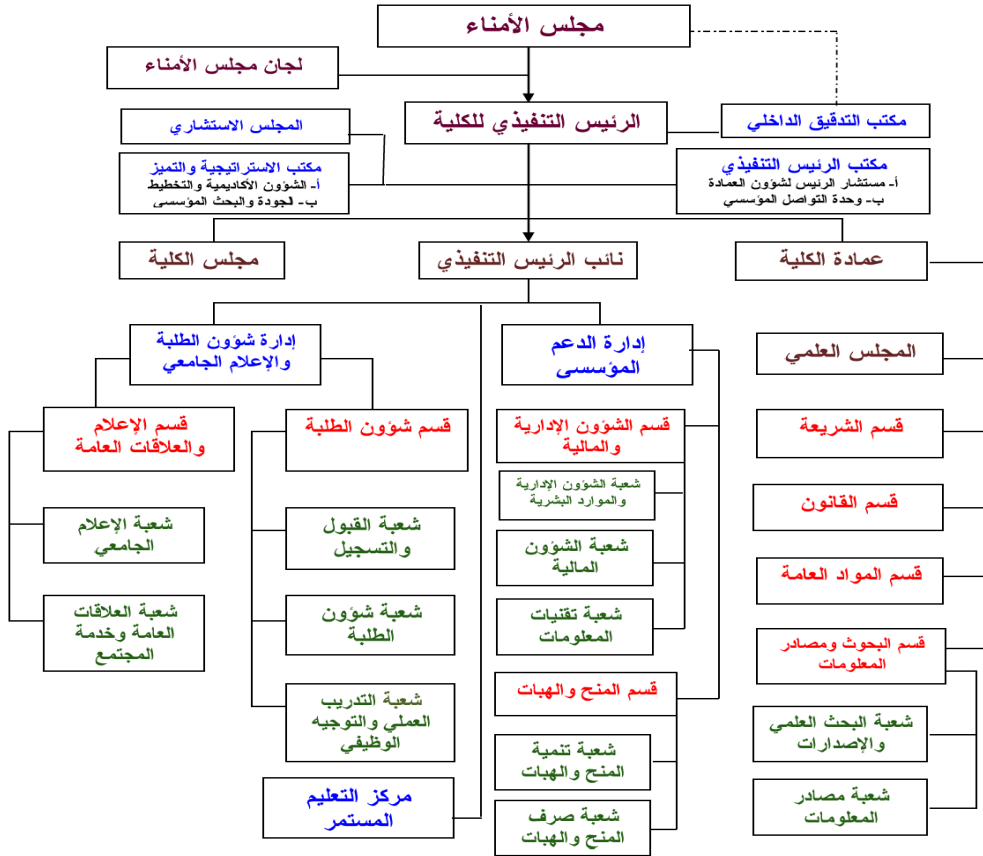 مجلس الأمناء
لجان مجلس الأمناء
الرئيس التنفيذي للكلية
مكتب التدقيق الداخلي
المجلس الاستشاري
مكتب الرئيس التنفيذي
أ- مستشار الرئيس لشؤون العمادة
ب- وحدة التواصل المؤسسي
مكتب الاستراتيجية والتميز
أ- الشؤون الأكاديمية والتخطيط
ب- الجودة والبحث المؤسسى
عمادة الكلية
نائب الرئيس التنفيذي
مجلس الكلية
المجلس العلمي
قسم الشريعة
قسم القانون
قسم المواد العامة
قسم البحوث ومصادر
المعلومات
شعبة البحث العلمي
والإصدارات
شعبة مصادر
المعلومات
إدارة الدعم
المؤسسى
قسم الشؤون الإدارية
والمالية
شعبة الشؤون الإدارية
والموارد البشرية
شعبة الشؤون
المالية
شعبة تقنيات
المعلومات
قسم المنح والهبات
شعبة تنمية
المنح والهبات
شعبة صرف
المنح والهبات
إدارة شؤون الطلبة
والإعلام الجامعي
قسم شؤون الطلبة
شعبة القبول
والتسجيل
شعبة شؤون
الطلبة
شعبة التدريب
العملي والتوجيه
الوظيفي
مركز التعليم
المستمر
قسم الإعلام
والعلاقات العامة
شعبة الإعلام
الجامعي
شعبة العلاقات
العامة وخدمة
المجتمع